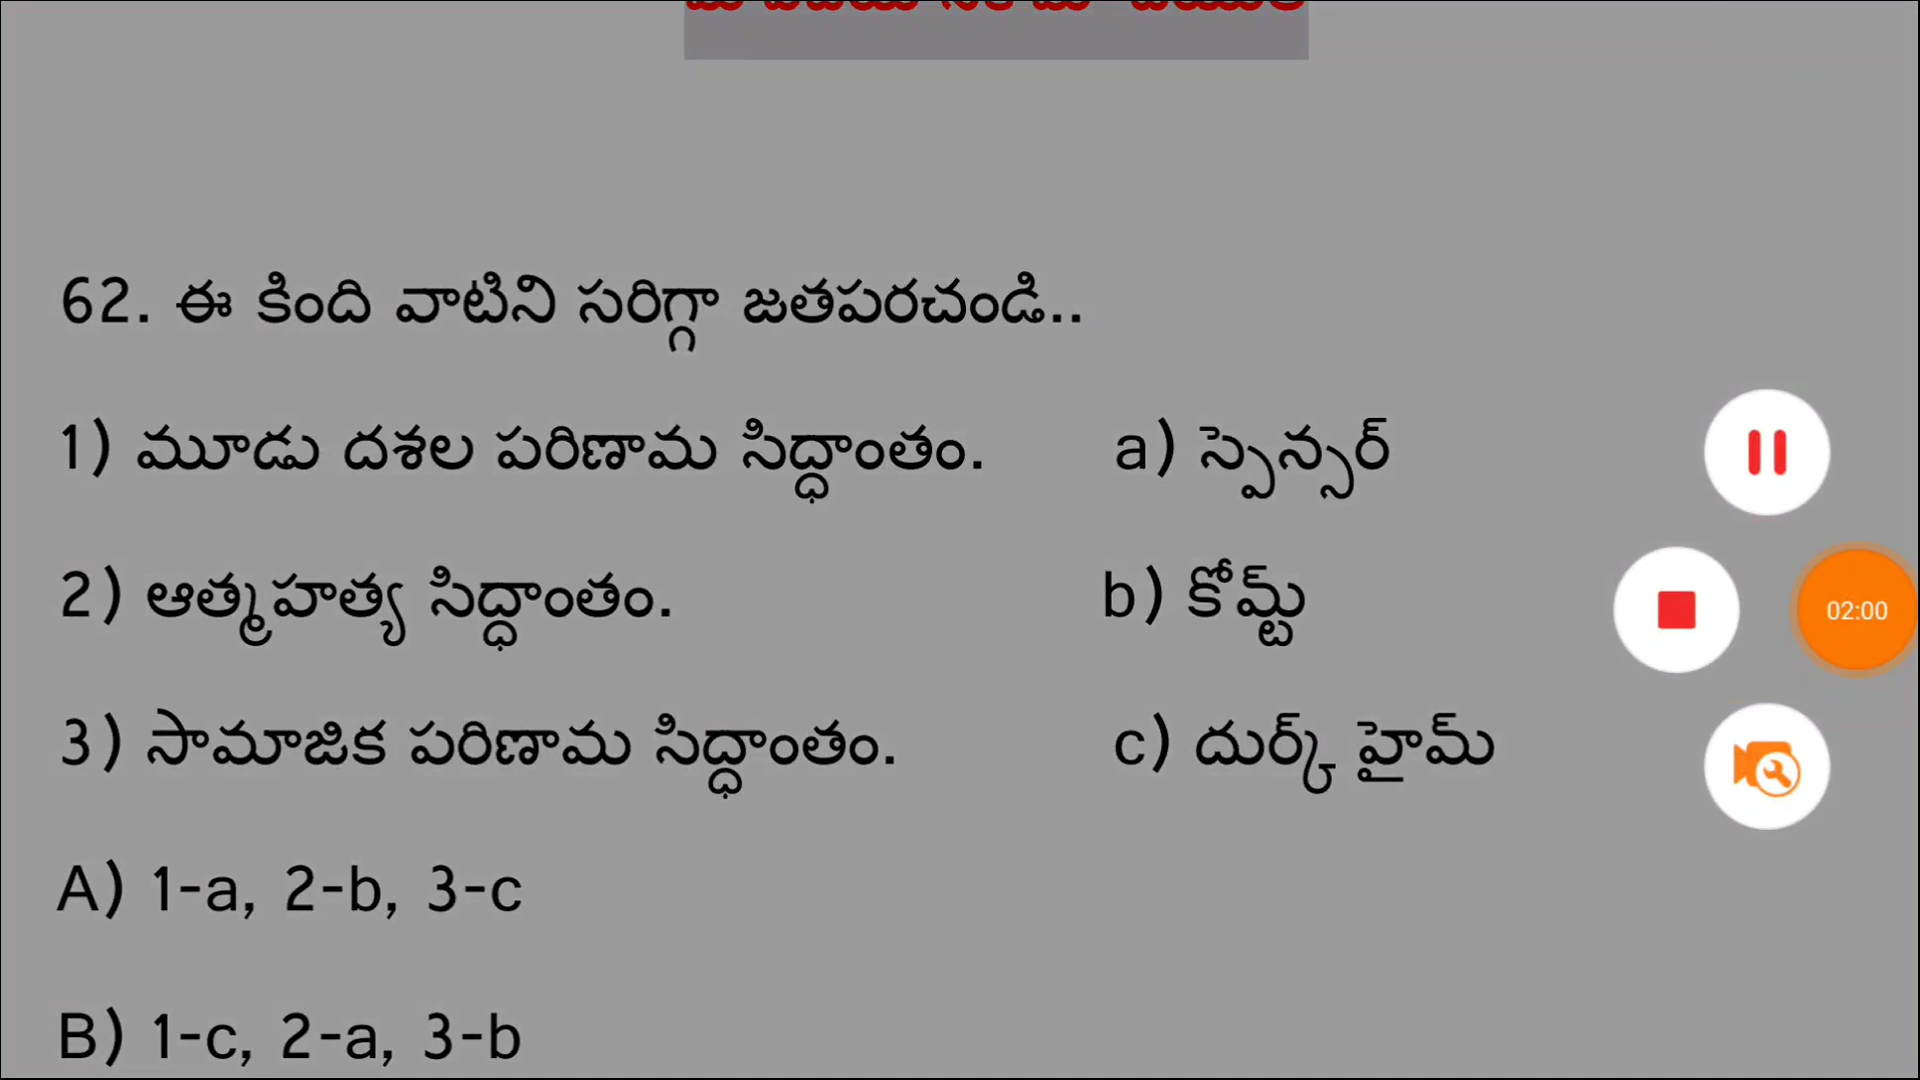 62. ఈ కింది వాటిని సరిగ్గా జతపరచండి..
1) మూడు దశల పరిణామ సిద్ధాంతం. a) స్పెన్సర్
2) ఆత్మహత్య సిద్ధాంతం. b) కోమ్ట్
3) సామాజిక పరిణామ సిద్ధాంతం. c) దుర్క్ హైమ్
02:00
A) 1-a, 2-b, 3-c
B) 1-c, 2-a, 3-b